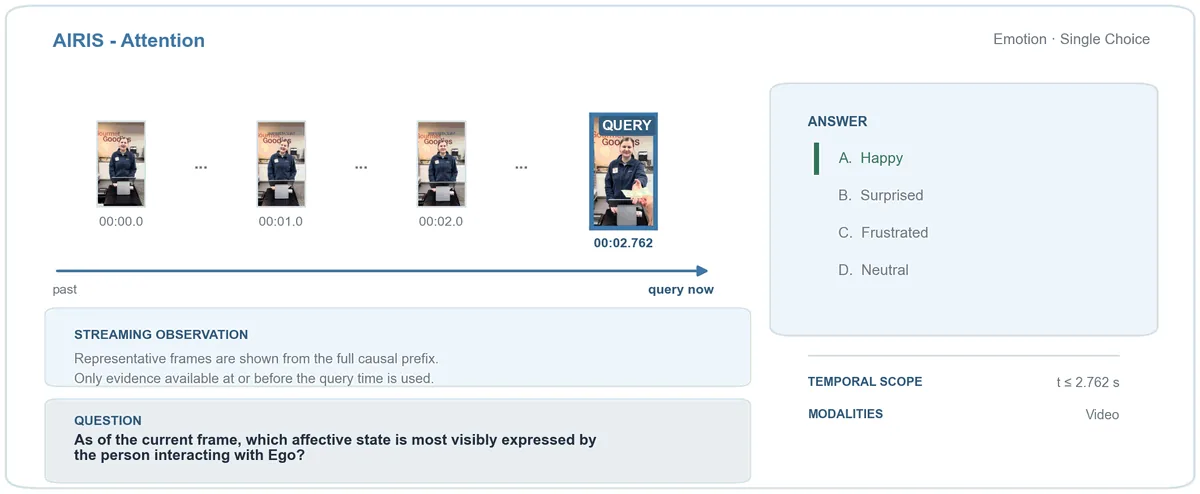 AIRIS - Attention
Emotion · Single Choice
Goodies
Goodies
Goodies
QUERY
...
...
...
00:00.0
00:01.0
00:02.0
00:02.762
past
query now
STREAMING OBSERVATION
Representative frames are shown from the full causal prefix.
Only evidence available at or before the query time is used.
QUESTION
As of the current frame, which affective state is most visibly expressed by
the person interacting with Ego?
ANSWER
A. Happy
B. Surprised
C. Frustrated
D. Neutral
TEMPORAL SCOPE
t ≤ 2.762 s
MODALITIES
Video